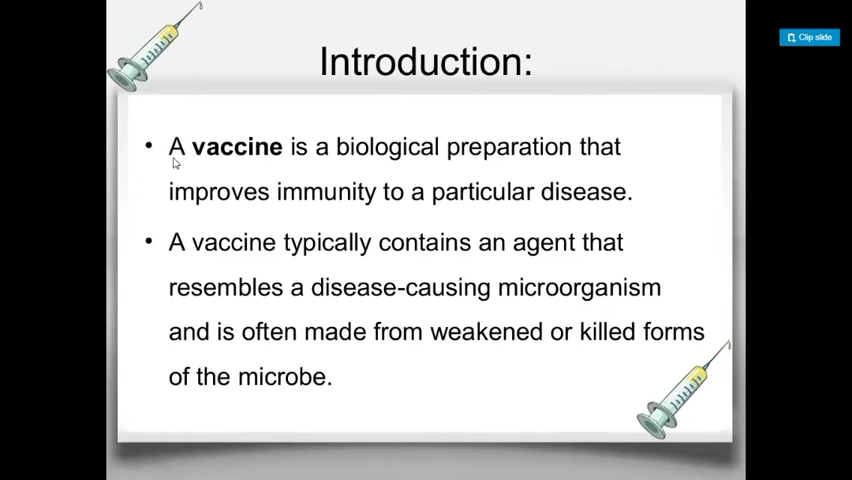 Clip slide
Introduction:
• A vaccine is a biological preparation that
improves immunity to a particular disease.
• A vaccine typically contains an agent that
resembles a disease-causing microorganism
and is often made from weakened or killed forms
of the microbe.